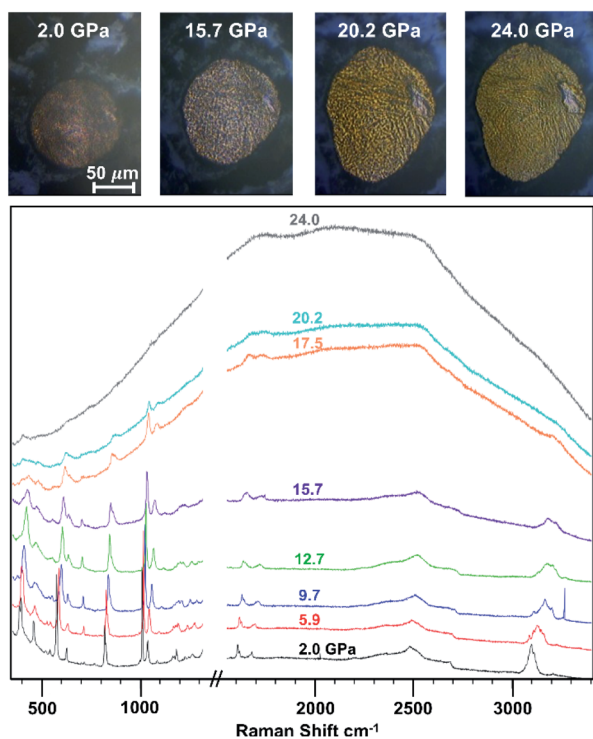 2.0 GPa
15.7 GPa
20.2 GPa
24.0 GPa
50 μm
24.0
20.2
17.5
15.7
12.7
9.7
5.9
2.0 GPa
500
1000
//
2000
2500
3000
Raman Shift cm⁻¹